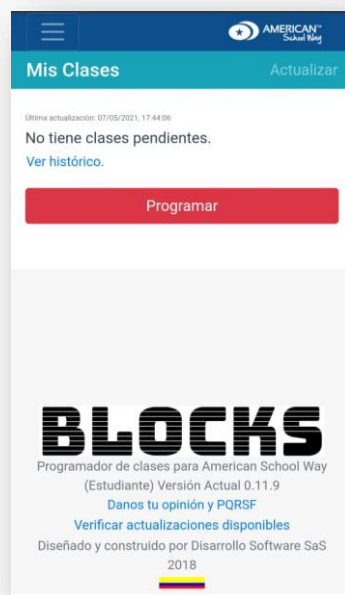 AMERICAN™
School Way
Mis Clases
Actualizar
Última actualización: 07/05/2021, 17:44:06
No tiene clases pendientes.
Ver histórico.
Programar
BLOCKS
Programador de clases para American School Way
(Estudiante) Versión Actual 0.11.9
Danos tu opinión y PQRSF
Verificar actualizaciones disponibles
Diseñado y construido por Disarrollo Software SaS
2018